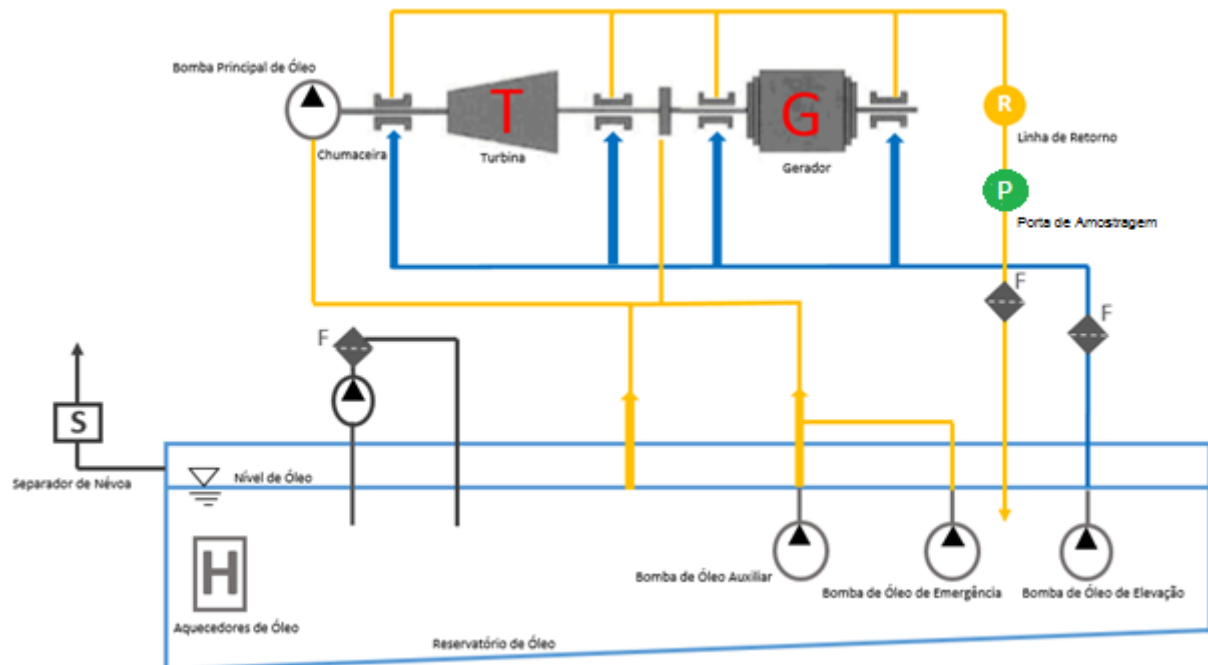 Bomba Principal de Óleo
T
G
R
Chumaceira
Turbina
Gerador
Linha de Retorno
P
Porta de Amostragem
F
F
F
S
Separador de Névoa
Nível de Óleo
H
Aquecedores de Óleo
Bomba de Óleo Auxiliar
Bomba de Óleo de Emergência
Bomba de Óleo de Elevação
Reservatório de Óleo